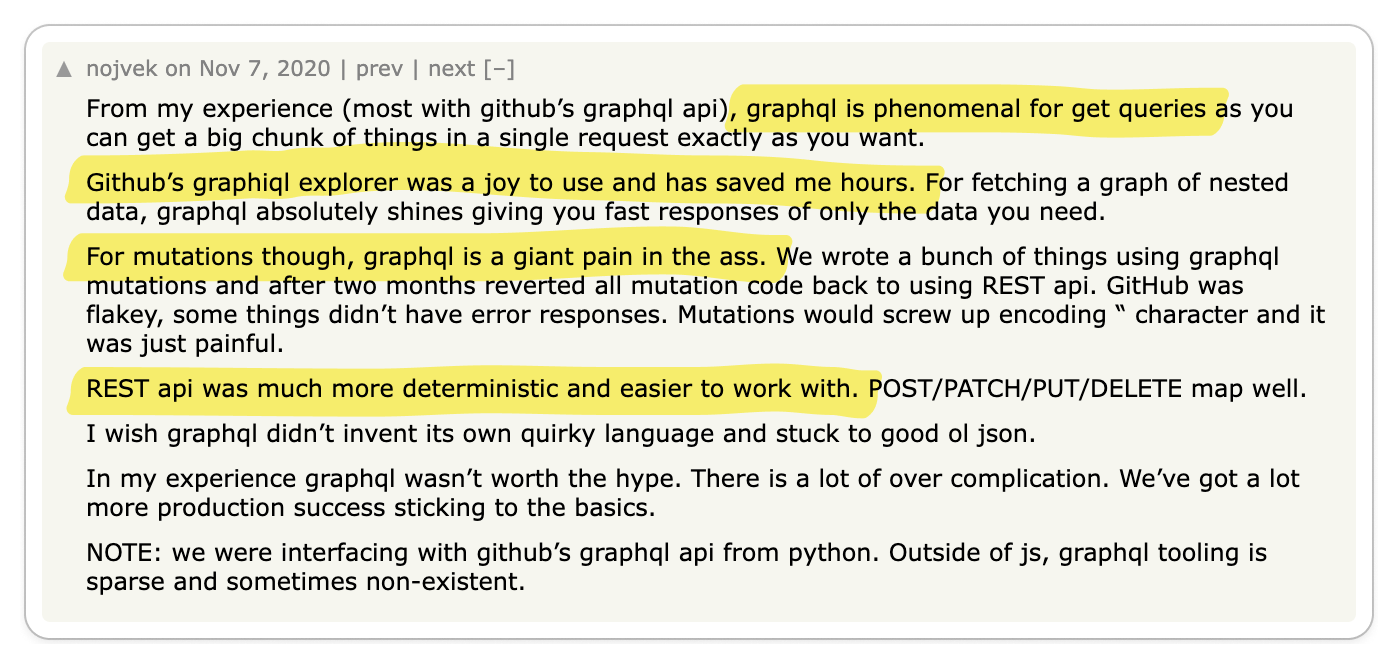 ▲ nojvek on Nov 7, 2020 | prev | next [–]
From my experience (most with github’s graphql api), graphql is phenomenal for get queries as you
can get a big chunk of things in a single request exactly as you want.
Github’s graphiql explorer was a joy to use and has saved me hours. For fetching a graph of nested
data, graphql absolutely shines giving you fast responses of only the data you need.
For mutations though, graphql is a giant pain in the ass. We wrote a bunch of things using graphql
mutations and after two months reverted all mutation code back to using REST api. GitHub was
flakey, some things didn’t have error responses. Mutations would screw up encoding “ character and it
was just painful.
REST api was much more deterministic and easier to work with. POST/PATCH/PUT/DELETE map well.
I wish graphql didn’t invent its own quirky language and stuck to good ol json.
In my experience graphql wasn’t worth the hype. There is a lot of over complication. We’ve got a lot
more production success sticking to the basics.
NOTE: we were interfacing with github’s graphql api from python. Outside of js, graphql tooling is
sparse and sometimes non-existent.